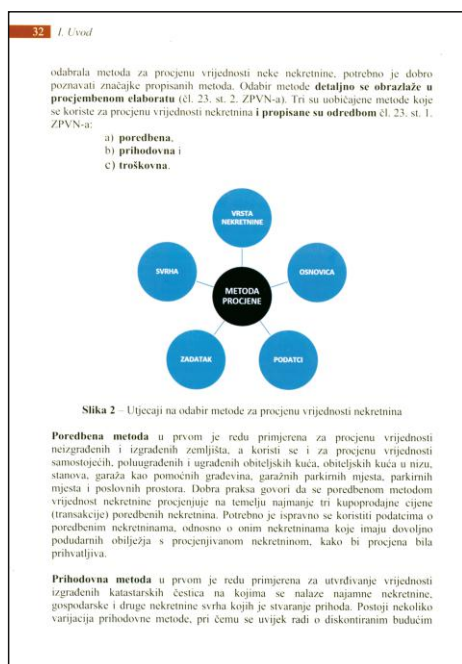 32 I. Uvod
odabrala metoda za procjenu vrijednosti neke nekretnine, potrebno je dobro
poznavati značajke propisanih metoda. Odabir metode detaljno se obrazlaže u
procjembenom elaboratu (čl. 23. st. 2. ZPVN-a). Tri su uobičajene metode koje
se koriste za procjenu vrijednosti nekretnina i propisane su odredbom čl. 23. st. 1.
ZPVN-a:
a) poredbena,
b) prihodovna i
c) troškovna.
VRSTA
NEKRETNINE
SVRHA
OSNOVICA
METODA
PROCJENE
ZADATAK
PODATCI
Slika 2 – Utjecaji na odabir metode za procjenu vrijednosti nekretnina
Poredbena metoda u prvom je redu primjerena za procjenu vrijednosti
neizgrađenih i izgrađenih zemljišta, a koristi se i za procjenu vrijednosti
samostojećih, poluugrađenih i ugrađenih obiteljskih kuća, obiteljskih kuća u nizu,
stanova, garaža kao pomoćnih građevina, garažnih parkirnih mjesta, parkirnih
mjesta i poslovnih prostora. Dobra praksa govori da se poredbenom metodom
vrijednost nekretnine procjenjuje na temelju najmanje tri kupoprodajne cijene
(transakcije) poredbenih nekretnina. Potrebno je ispravno se koristiti podatcima o
poredbenim nekretninama, odnosno o onim nekretninama koje imaju dovoljno
podudarnih obilježja s procjenjivanom nekretninom, kako bi procjena bila
prihvatljiva.
Prihodovna metoda u prvom je redu primjerena za utvrđivanje vrijednosti
izgrađenih katastarskih čestica na kojima se nalaze najamne nekretnine,
gospodarske i druge nekretnine svrha kojih je stvaranje prihoda. Postoji nekoliko
varijacija prihodovne metode, pri čemu se uvijek radi o diskontiranim budućim